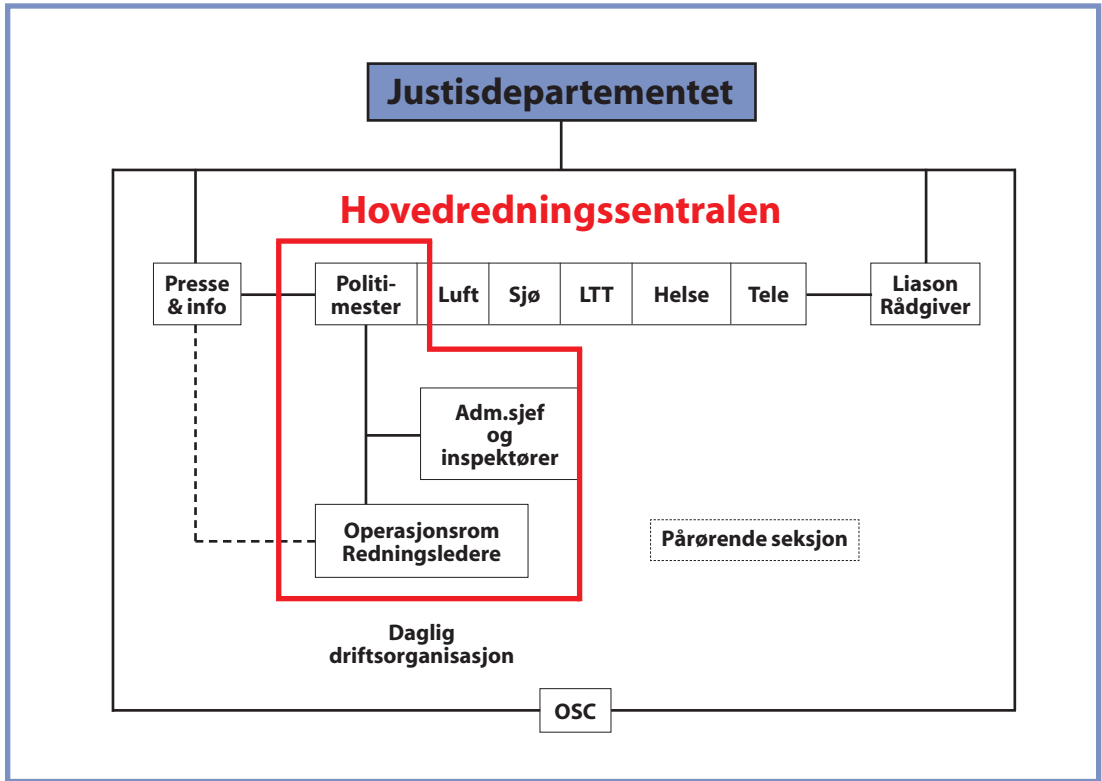 Justisdepartementet
Hovedredningssentralen
Presse
& info
Politi-
mester
Luft
Sjø
LTT
Helse
Tele
Liason
Rådgiver
Adm.sjef
og
inspektører
Operasjonsrom
Redningsledere
Pårørende seksjon
Daglig
driftsorganisasjon
OSC